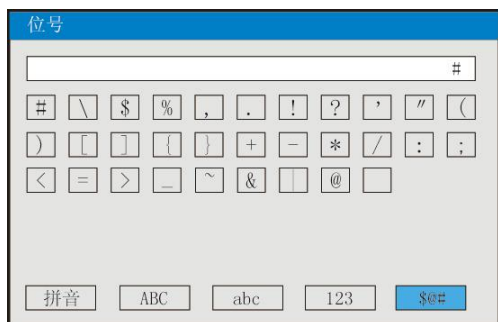 位号
#
# \ $ % , . ! ? ' " (
) [ ] { } + - * / : ;
< = > _ ~ & | @
拼音 ABC abc 123 $@#